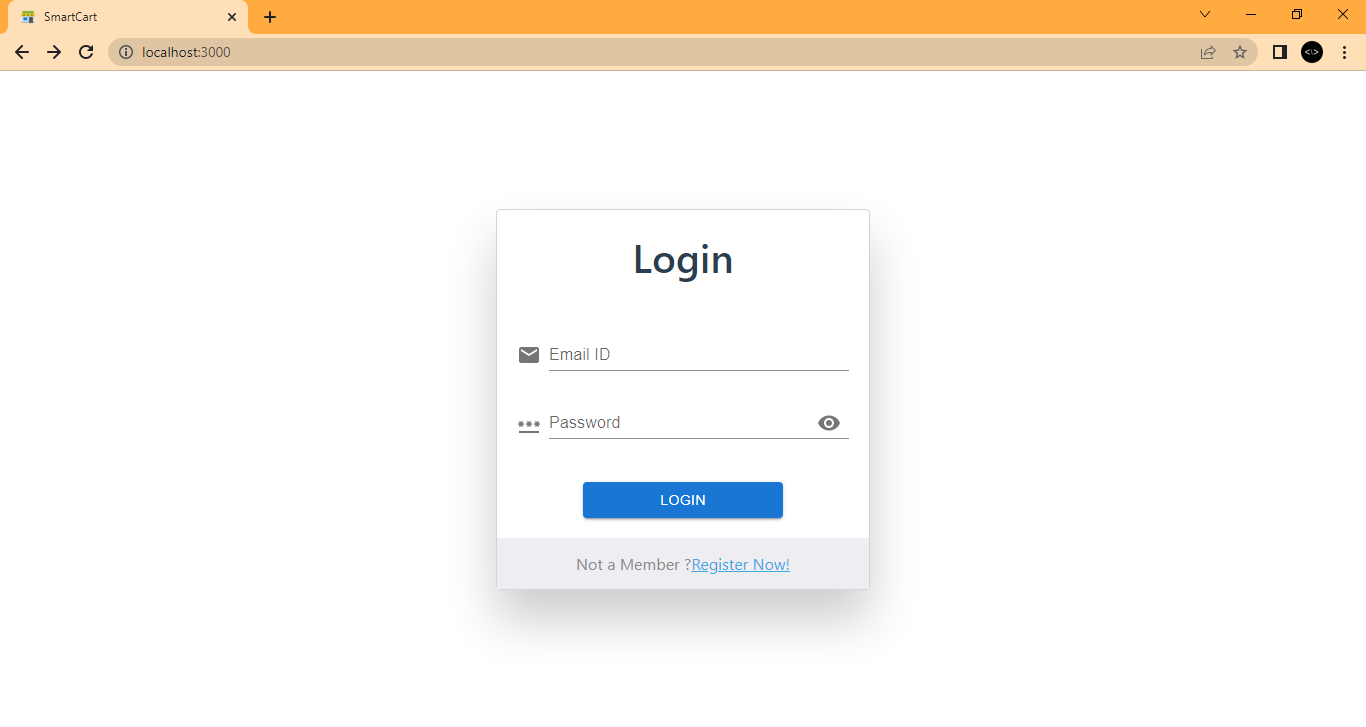 SmartCart
localhost:3000
Login
Email ID
Password
LOGIN
Not a Member ?Register Now!